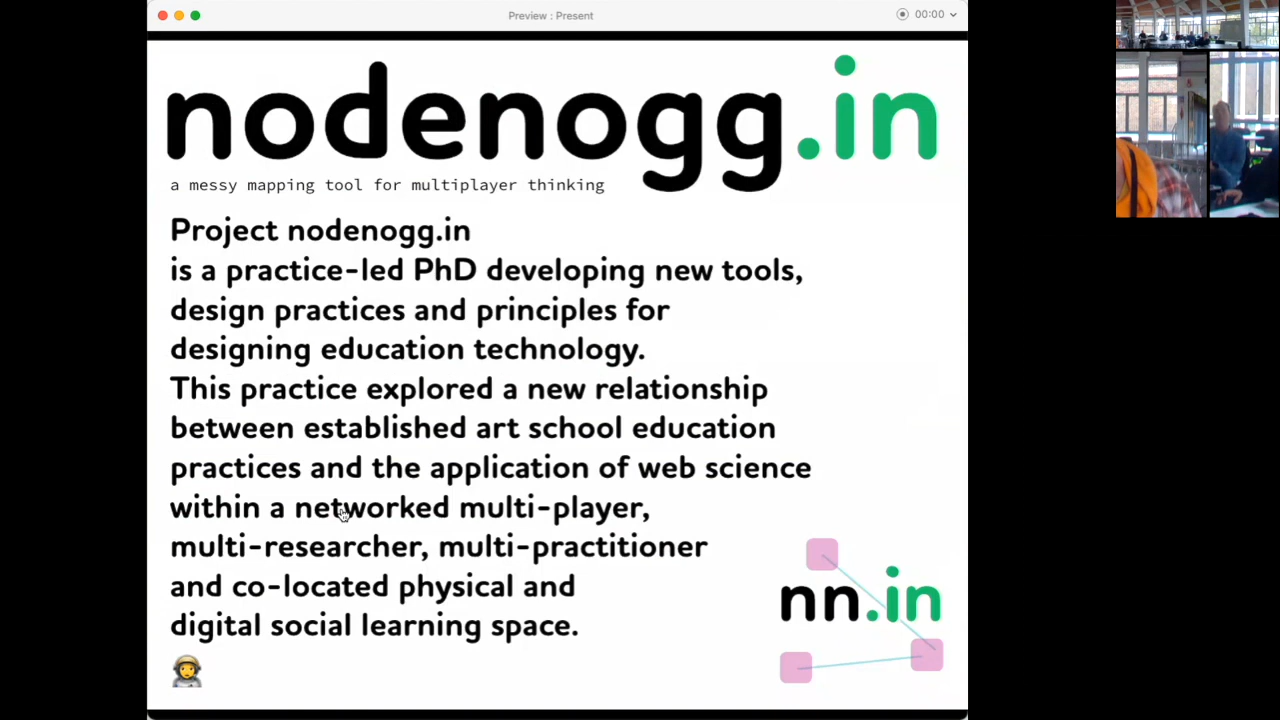 Preview : Present
00:00
nodenogg.in
a messy mapping tool for multiplayer thinking
Project nodenogg.in
is a practice-led PhD developing new tools,
design practices and principles for
designing education technology.
This practice explored a new relationship
between established art school education
practices and the application of web science
within a networked multi-player,
multi-researcher, multi-practitioner
and co-located physical and
digital social learning space.
nn.in